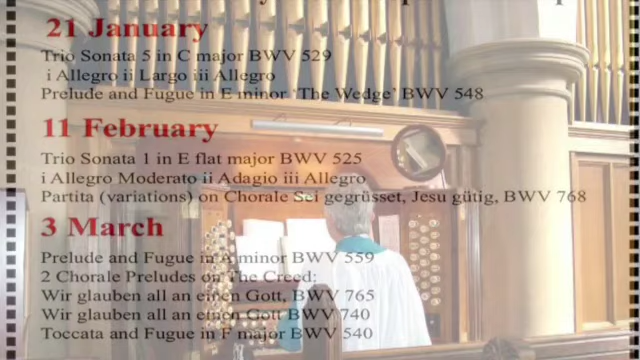 21 January
Trio Sonata 5 in C major BWV 529
i Allegro ii Largo iii Allegro
Prelude and Fugue in E minor 'The Wedge' BWV 548
11 February
Trio Sonata 1 in E flat major BWV 525
i Allegro Moderato ii Adagio iii Allegro
Partita (variations) on Chorale Sei gegrüsset, Jesu gütig, BWV 768
3 March
Prelude and Fugue in A minor BWV 559
2 Chorale Preludes on The Creed:
Wir glauben all an einen Gott, BWV 765
Wir glauben all an einen Gott BWV 740
Toccata and Fugue in F major BWV 540